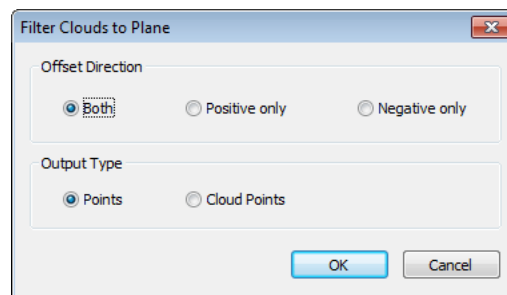 Filter Clouds to Plane
Offset Direction
Both Positive only Negative only
Output Type
Points Cloud Points
OK Cancel